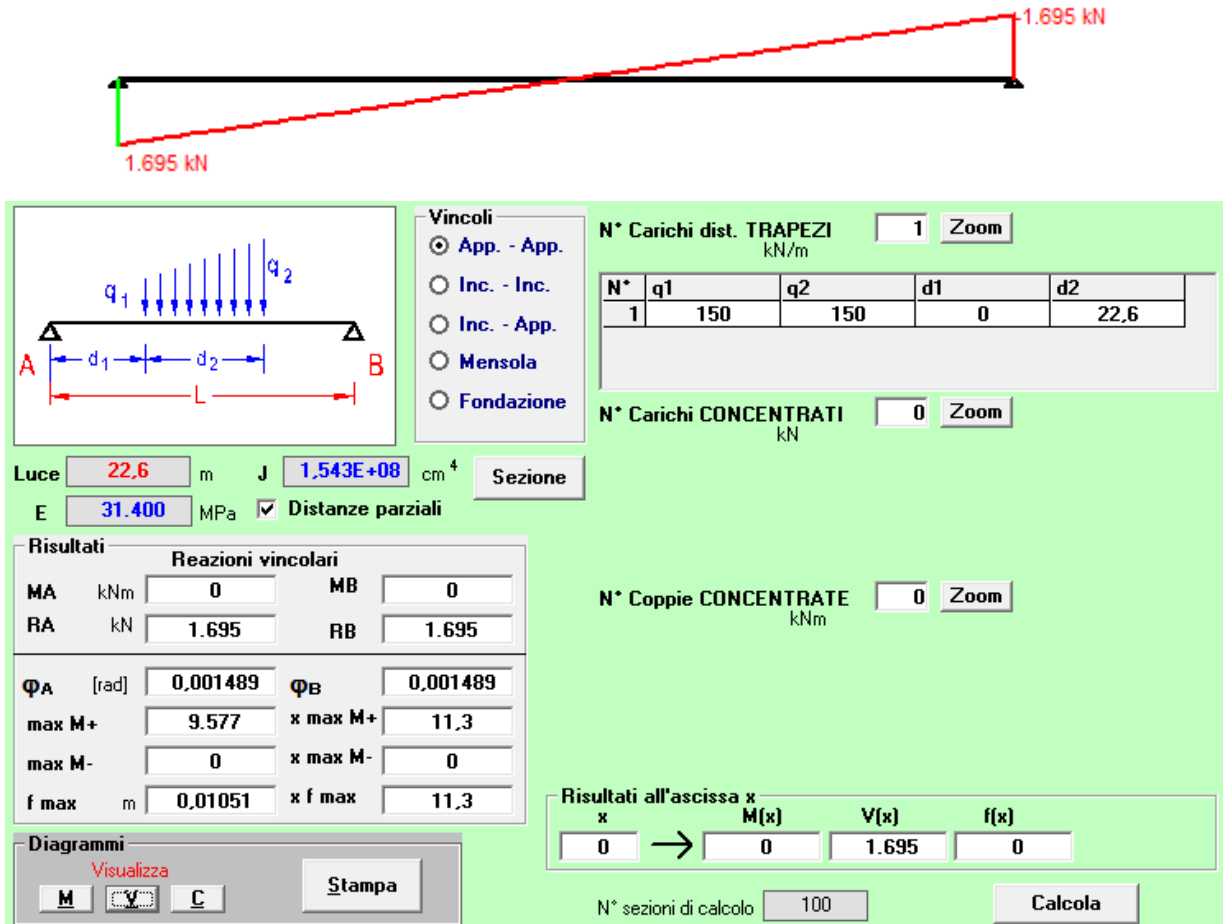 -1.695 kN
1.695 kN
q1
q2
A
B
d1
d2
L
Vincoli
App. - App.
Inc. - Inc.
Inc. - App.
Mensola
Fondazione
N° Carichi dist. TRAPEZI 1 Zoom
kN/m
N° q1 q2 d1 d2
1 150 150 0 22,6
N° Carichi CONCENTRATI 0 Zoom
kN
Luce 22,6 m J 1,543E+08 cm 4 Sezione
E 31.400 MPa Distanze parziali
Risultati
Reazioni vincolari
MA kNm 0 MB 0
RA kN 1.695 RB 1.695
φA [rad] 0,001489 φB 0,001489
max M+ 9.577 x max M+ 11,3
max M- 0 x max M- 0
f max m 0,01051 x f max 11,3
N° Coppie CONCENTRATE 0 Zoom
kNm
Risultati all'ascissa x
x M(x) V(x) f(x)
0 → 0 1.695 0
Diagrammi
Visualizza
M V C Stampa
N° sezioni di calcolo 100 Calcola